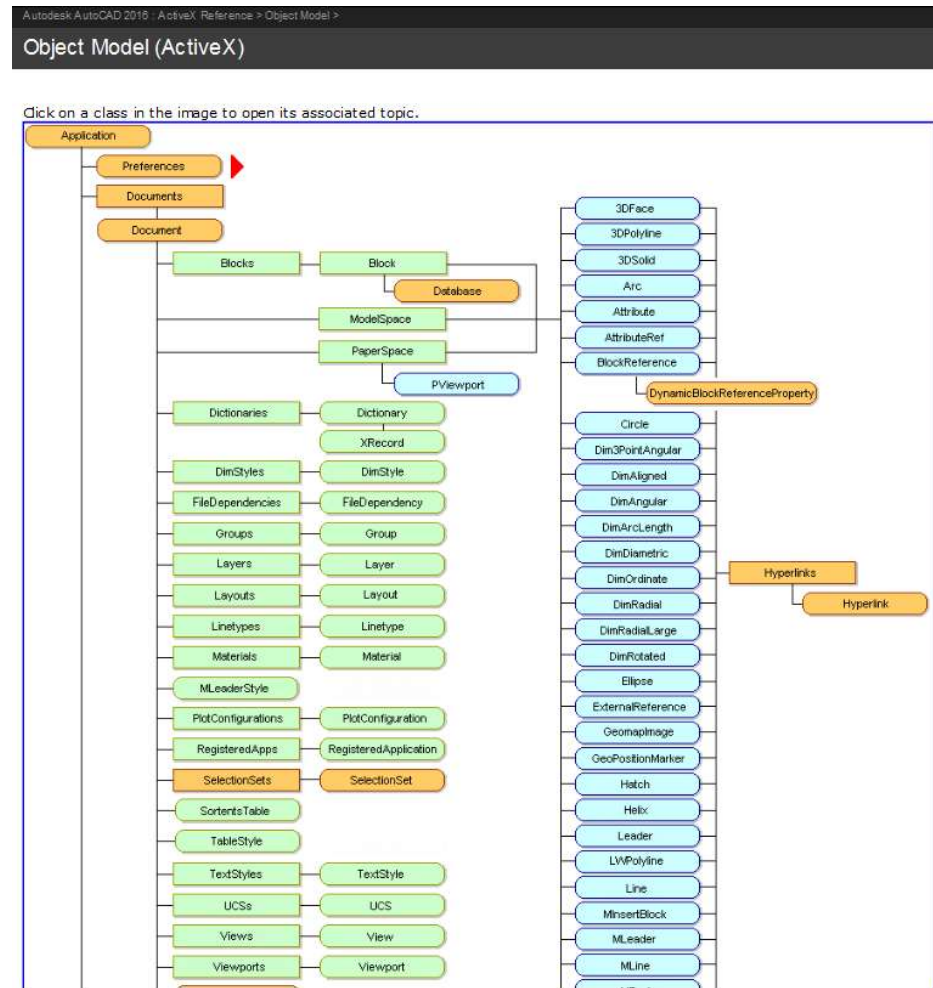 Autodesk AutoCAD 2016 : ActiveX Reference > Object Model >
Object Model (ActiveX)
Click on a class in the image to open its associated topic.
Application
Preferences
Documents
Document
Blocks
Block
Database
ModelSpace
PaperSpace
PViewport
Dictionaries
Dictionary
XRecord
DimStyles
DimStyle
FileDependencies
FileDependency
Groups
Group
Layers
Layer
Layouts
Layout
Linetypes
Linetype
Materials
Material
MLeaderStyle
PlotConfigurations
PlotConfiguration
RegisteredApps
RegisteredApplication
SelectionSets
SelectionSet
SortentsTable
TableStyle
TextStyles
TextStyle
UCSs
UCS
Views
View
Viewports
Viewport
3DFace
3DPolyline
3DSolid
Arc
Attribute
AttributeRef
BlockReference
DynamicBlockReferenceProperty
Circle
Dim3PointAngular
DimAligned
DimAngular
DimArcLength
DimDiametric
DimOrdinate
DimRadial
DimRadialLarge
DimRotated
Ellipse
ExternalReference
GeomapImage
GeoPositionMarker
Hatch
Helix
Leader
LWPolyline
Line
MInsertBlock
MLeader
MLine
Hyperlinks
Hyperlink